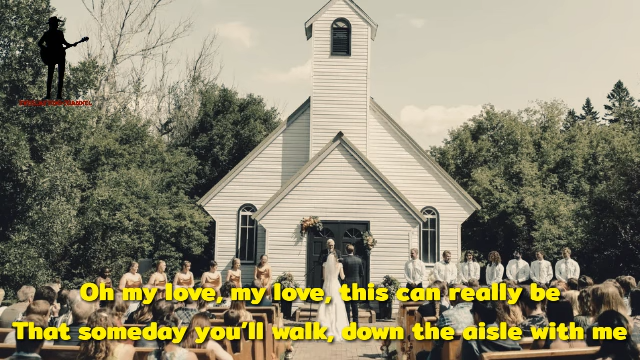 Oh my love, my love, this can really be
That someday you'll walk, down the aisle with me